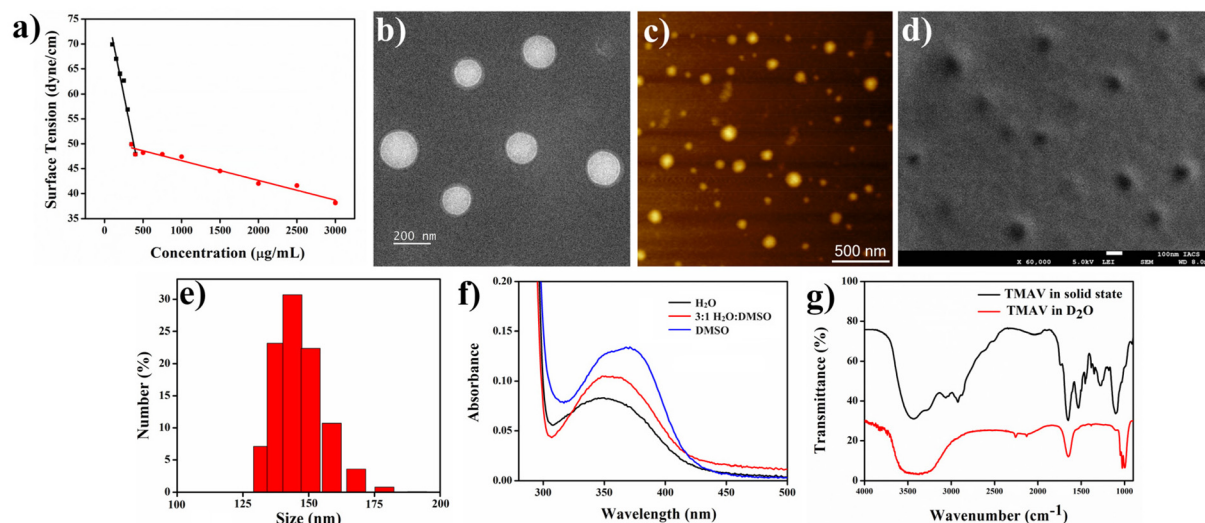 a)
75
70
65
60
55
50
45
40
35
Surface Tension (dyne/cm)
0 500 1000 1500 2000 2500 3000
Concentration (μg/mL)
b)
200 nm
c)
500 nm
d)
100nm IACS
X 60,000 5.0kV LEI SEM WD 8.0m
e)
30
25
20
15
10
5
0
Number (%)
100 125 150 175 200
Size (nm)
f)
H₂O
3:1 H₂O:DMSO
DMSO
0.20
0.15
0.10
0.05
0.00
Absorbance
300 350 400 450 500
Wavelength (nm)
g)
TMAV in solid state
TMAV in D₂O
100
80
60
40
20
0
Transmittance (%)
4000 3500 3000 2500 2000 1500 1000
Wavenumber (cm⁻¹)